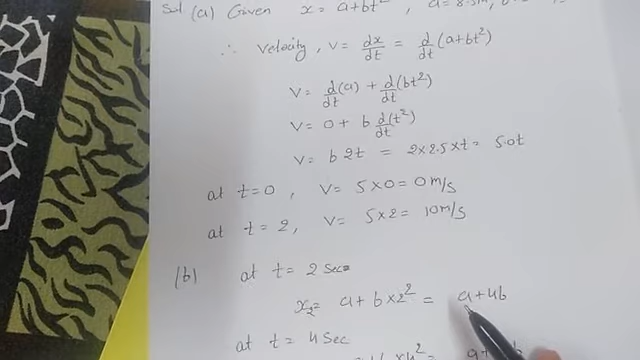 Sol (a) Given x = a+bt², a = 8.5m,
∴ velocity, v = dx/dt = d/dt (a+bt²)
v = d/dt (a) + d/dt (bt²)
v = 0 + b d/dt (t²)
v = b 2t = 2×2.5×t = 5.0t
at t=0, v = 5×0 = 0 m/s
at t = 2, v = 5×2 = 10 m/s
(b) at t = 2 sec
x₂ = a + b×2² = a+4b
at t = 4 sec